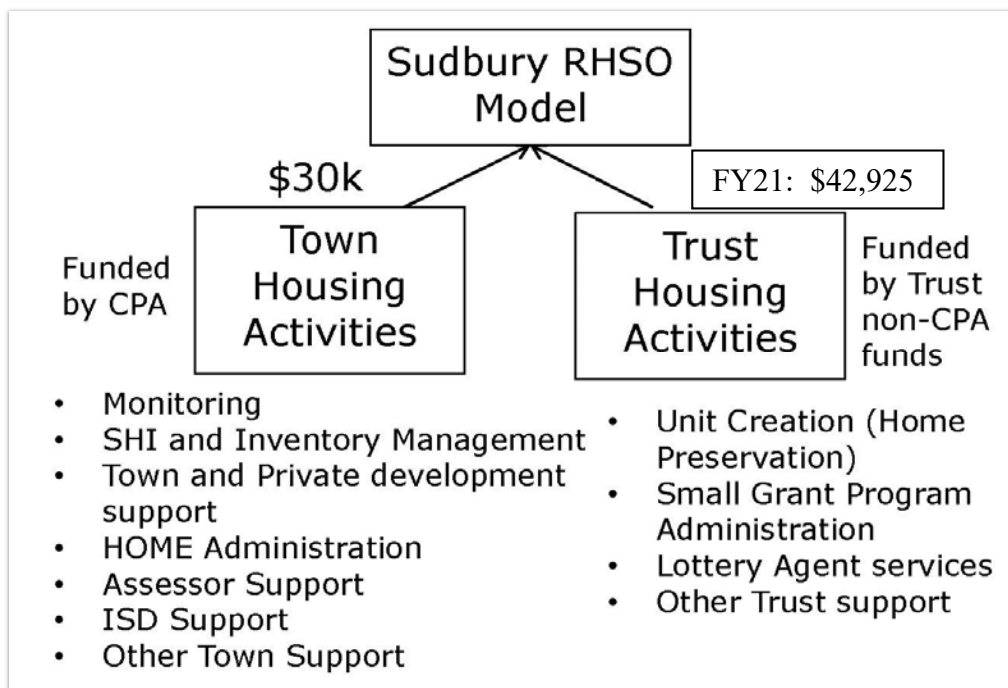 Sudbury RHSO
Model
$30k
FY21: $42,925
Funded
by CPA
Town
Housing
Activities
Trust
Housing
Activities
Funded
by Trust
non-CPA
funds
• Monitoring
• SHI and Inventory Management
• Town and Private development
support
• HOME Administration
• Assessor Support
• ISD Support
• Other Town Support
• Unit Creation (Home
Preservation)
• Small Grant Program
Administration
• Lottery Agent services
• Other Trust support